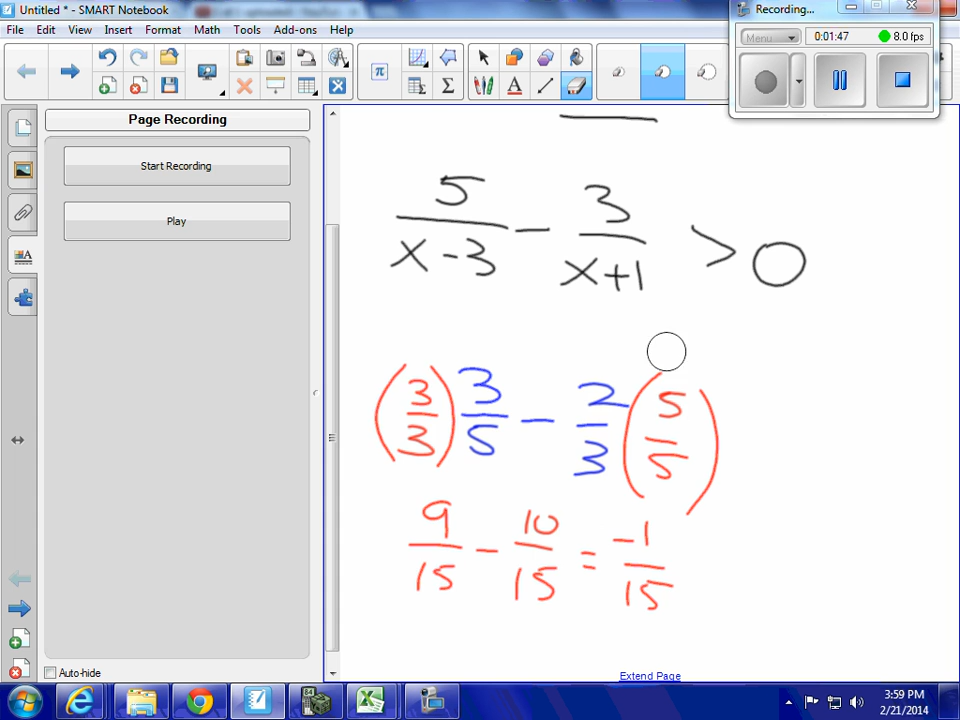 Untitled * - SMART Notebook
Recording...
File Edit View Insert Format Math Tools Add-ons Help
Menu 0:01:47 8.0 fps
π Σ A
Page Recording
Start Recording
Play
5/(x-3) - 3/(x+1) > 0
(3/3) 3/5 - 2/3 (5/5)
9/15 - 10/15 = -1/15
Auto-hide
Extend Page
3:59 PM
2/21/2014